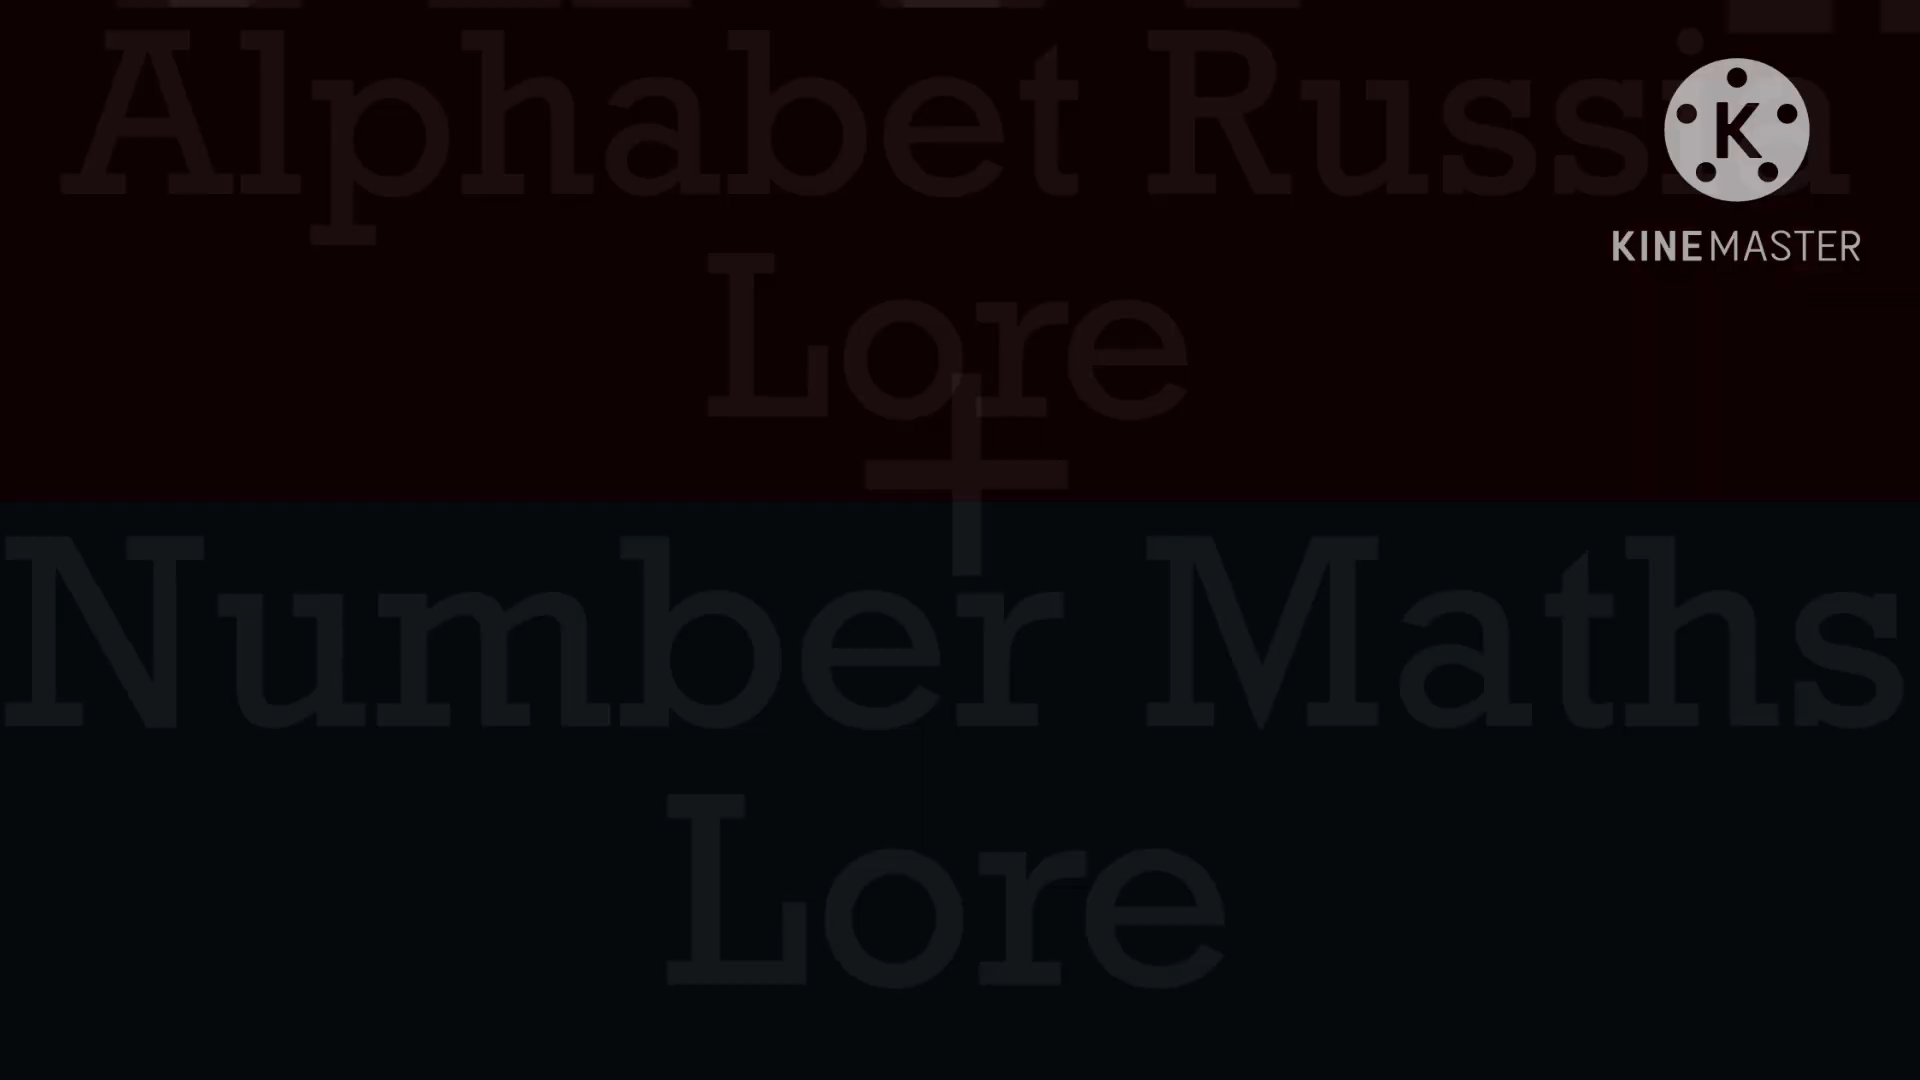 Alphabet Russia
Lore
+
Number Maths
Lore
K
KINEMASTER